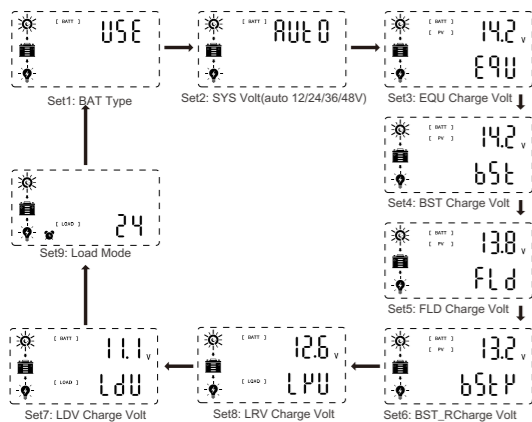 [ BATT ]
USE
Set1: BAT Type
[ BATT ]
AUtO
Set2: SYS Volt(auto 12/24/36/48V)
[ BATT ]
[ PV ]
14.2 V
EqU
Set3: EQU Charge Volt
[ BATT ]
[ PV ]
14.2 V
bSt
Set4: BST Charge Volt
[ BATT ]
[ PV ]
13.8 V
FLd
Set5: FLD Charge Volt
[ BATT ]
[ PV ]
13.2 V
bStr
Set6: BST_RCharge Volt
[ BATT ]
12.6 V
[ LOAD ]
LrU
Set8: LRV Charge Volt
[ BATT ]
11.1 V
[ LOAD ]
LdU
Set7: LDV Charge Volt
[ LOAD ]
24
Set9: Load Mode